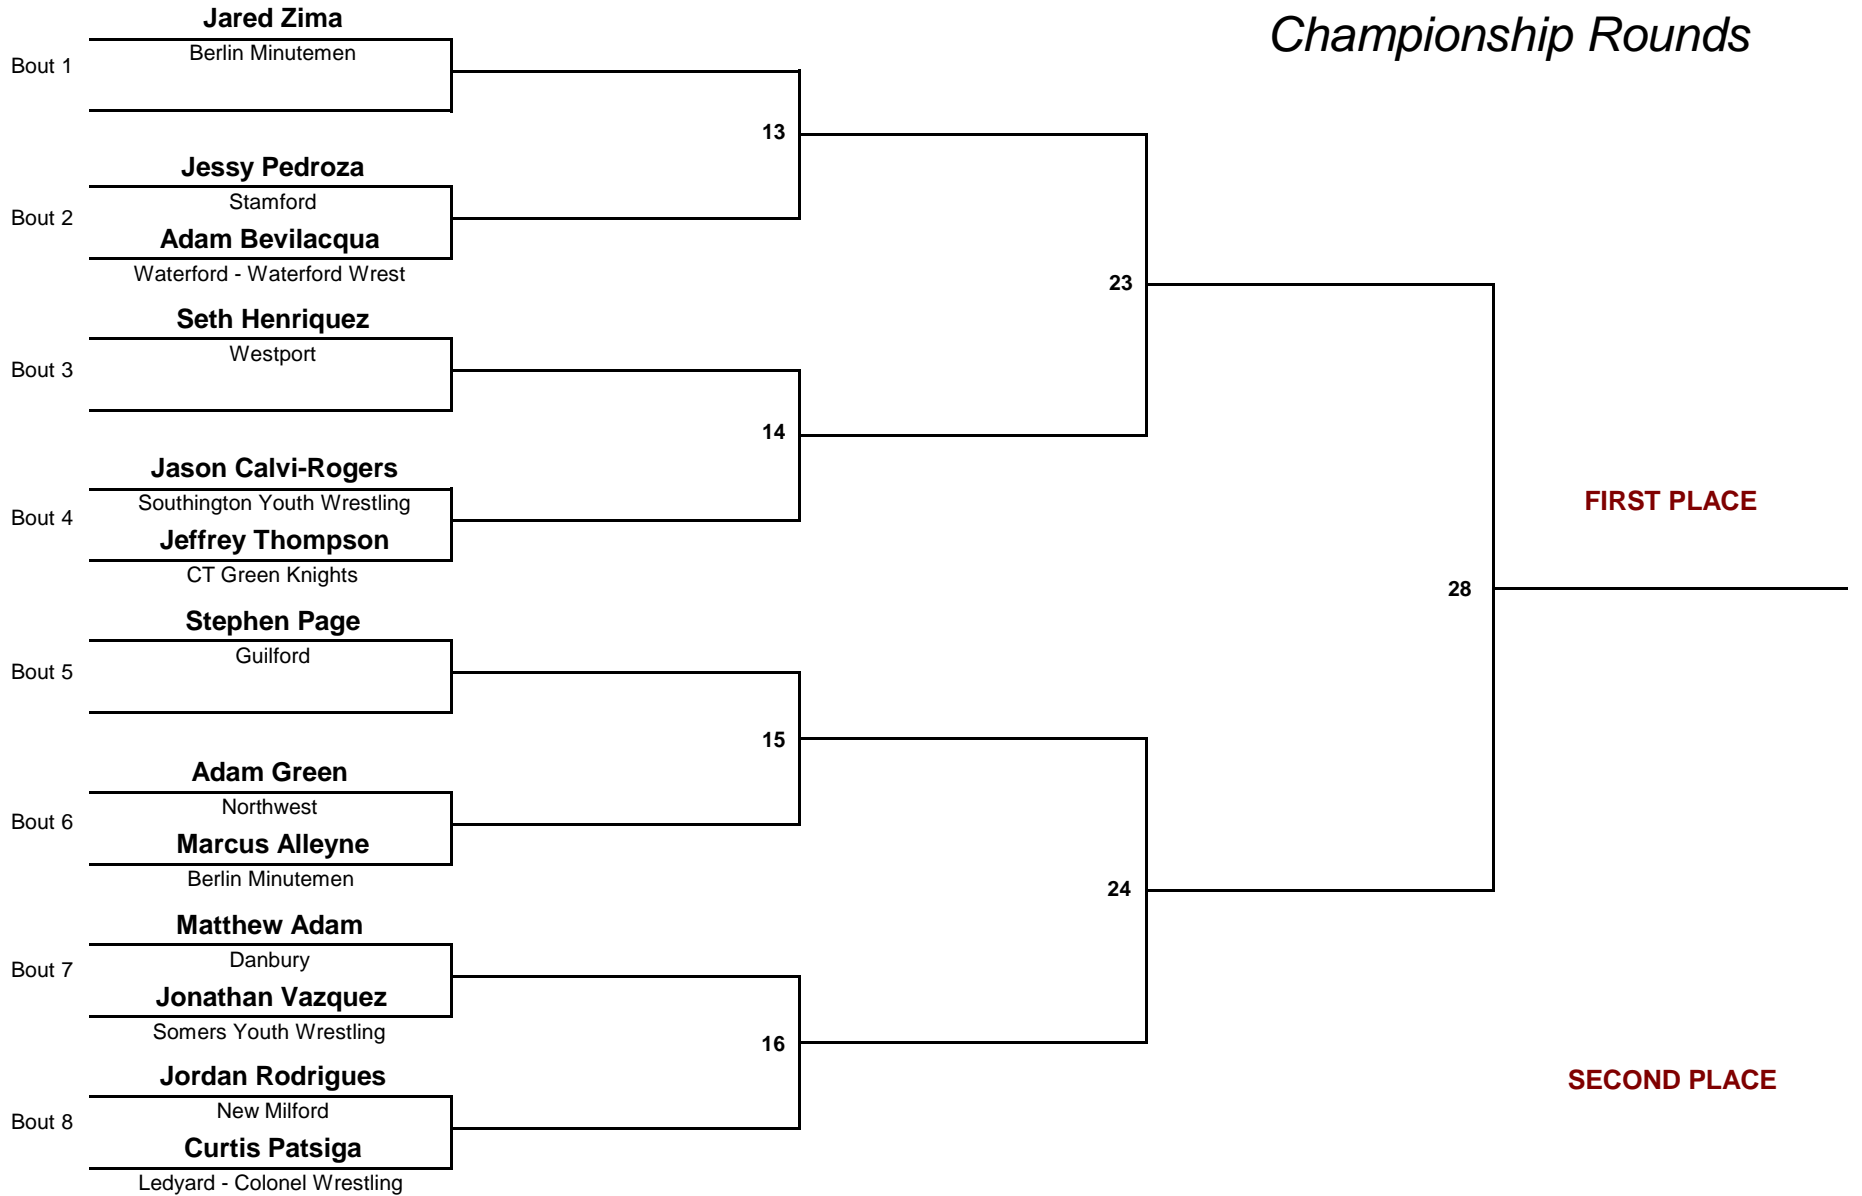 Championship Rounds
Jared Zima
Bout 1
Berlin Minutemen
13
Jessy Pedroza
Bout 2
Stamford
Adam Bevilacqua
Waterford - Waterford Wrest
23
Seth Henriquez
Bout 3
Westport
14
Jason Calvi-Rogers
Bout 4
Southington Youth Wrestling
Jeffrey Thompson
CT Green Knights
FIRST PLACE
28
Stephen Page
Bout 5
Guilford
15
Adam Green
Bout 6
Northwest
Marcus Alleyne
Berlin Minutemen
24
Matthew Adam
Bout 7
Danbury
Jonathan Vazquez
Somers Youth Wrestling
16
Jordan Rodrigues
Bout 8
New Milford
Curtis Patsiga
Ledyard - Colonel Wrestling
SECOND PLACE